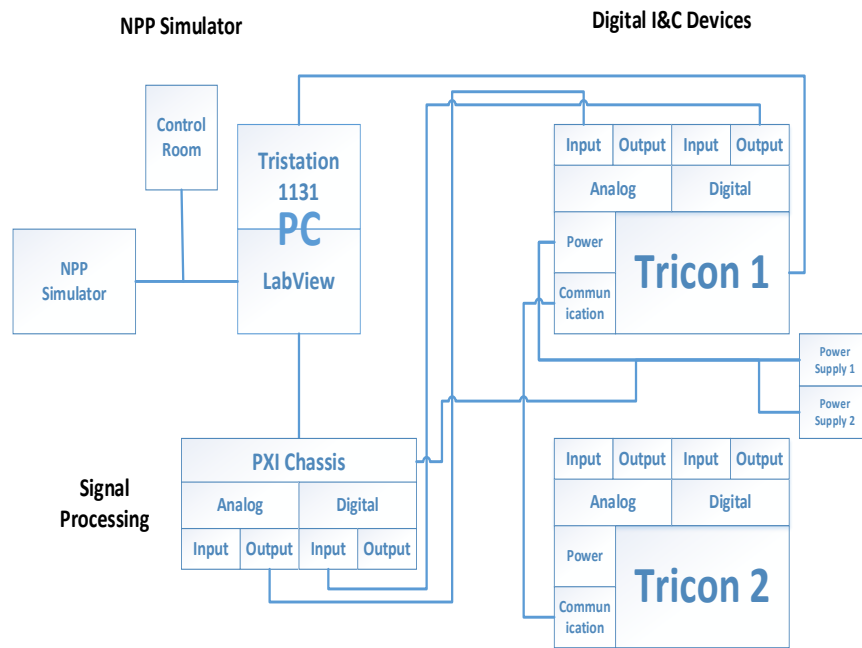 NPP Simulator
Digital I&C Devices
Control
Room
Tristation
1131
PC
LabView
NPP
Simulator
Input
Output
Input
Output
Analog
Digital
Power
Tricon 1
Commun
ication
Power
Supply 1
Power
Supply 2
Signal
Processing
PXI Chassis
Analog
Digital
Input
Output
Input
Output
Input
Output
Input
Output
Analog
Digital
Power
Tricon 2
Commun
ication